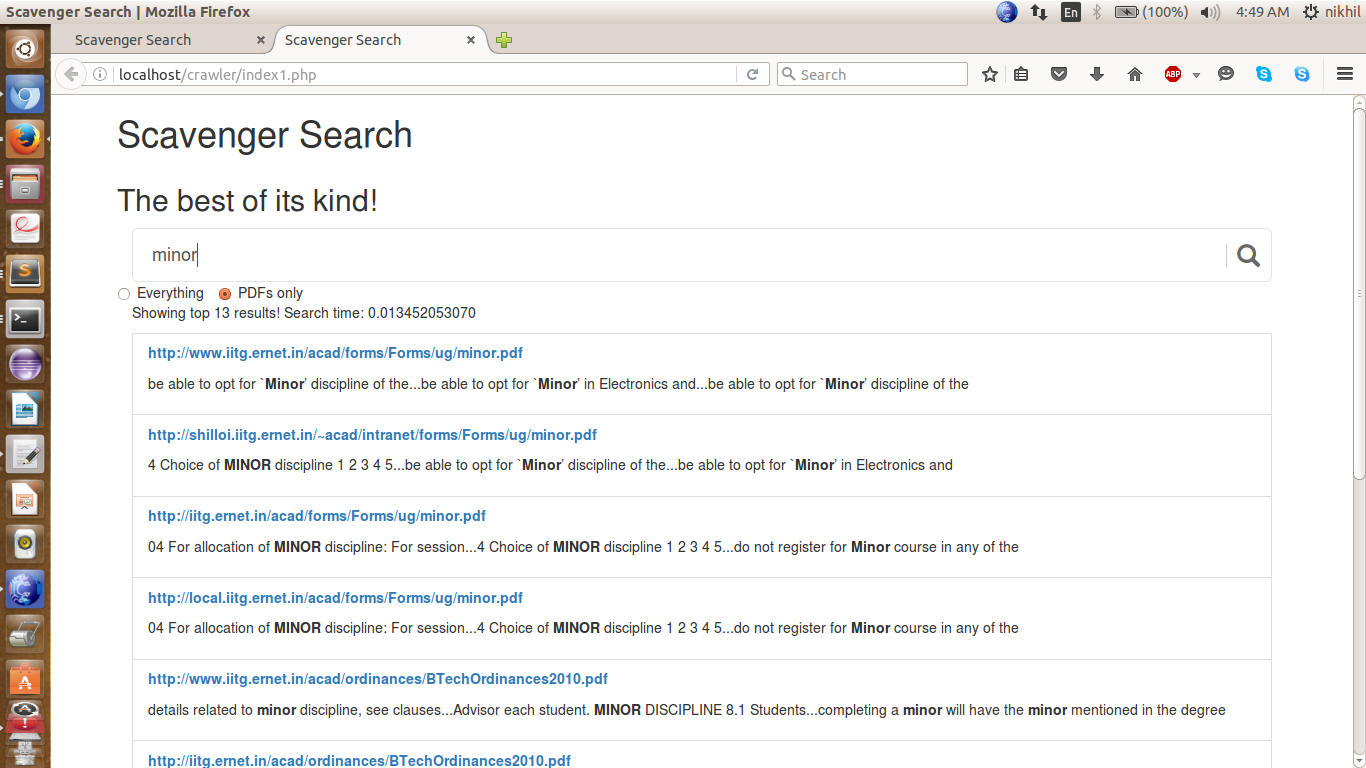 Scavenger Search | Mozilla Firefox
En
(100%)
4:49 AM
nikhil
Scavenger Search
Scavenger Search
localhost/crawler/index1.php
Search
ABP
Scavenger Search
The best of its kind!
minor
Everything PDFs only
Showing top 13 results! Search time: 0.013452053070
http://www.iitg.ernet.in/acad/forms/Forms/ug/minor.pdf
be able to opt for `Minor' discipline of the...be able to opt for `Minor' in Electronics and...be able to opt for `Minor' discipline of the
http://shilloi.iitg.ernet.in/~acad/intranet/forms/Forms/ug/minor.pdf
4 Choice of MINOR discipline 1 2 3 4 5...be able to opt for `Minor' discipline of the...be able to opt for `Minor' in Electronics and
http://iitg.ernet.in/acad/forms/Forms/ug/minor.pdf
04 For allocation of MINOR discipline: For session...4 Choice of MINOR discipline 1 2 3 4 5...do not register for Minor course in any of the
http://local.iitg.ernet.in/acad/forms/Forms/ug/minor.pdf
04 For allocation of MINOR discipline: For session...4 Choice of MINOR discipline 1 2 3 4 5...do not register for Minor course in any of the
http://www.iitg.ernet.in/acad/ordinances/BTechOrdinances2010.pdf
details related to minor discipline, see clauses...Advisor each student. MINOR DISCIPLINE 8.1 Students...completing a minor will have the minor mentioned in the degree
http://iitg.ernet.in/acad/ordinances/BTechOrdinances2010.pdf